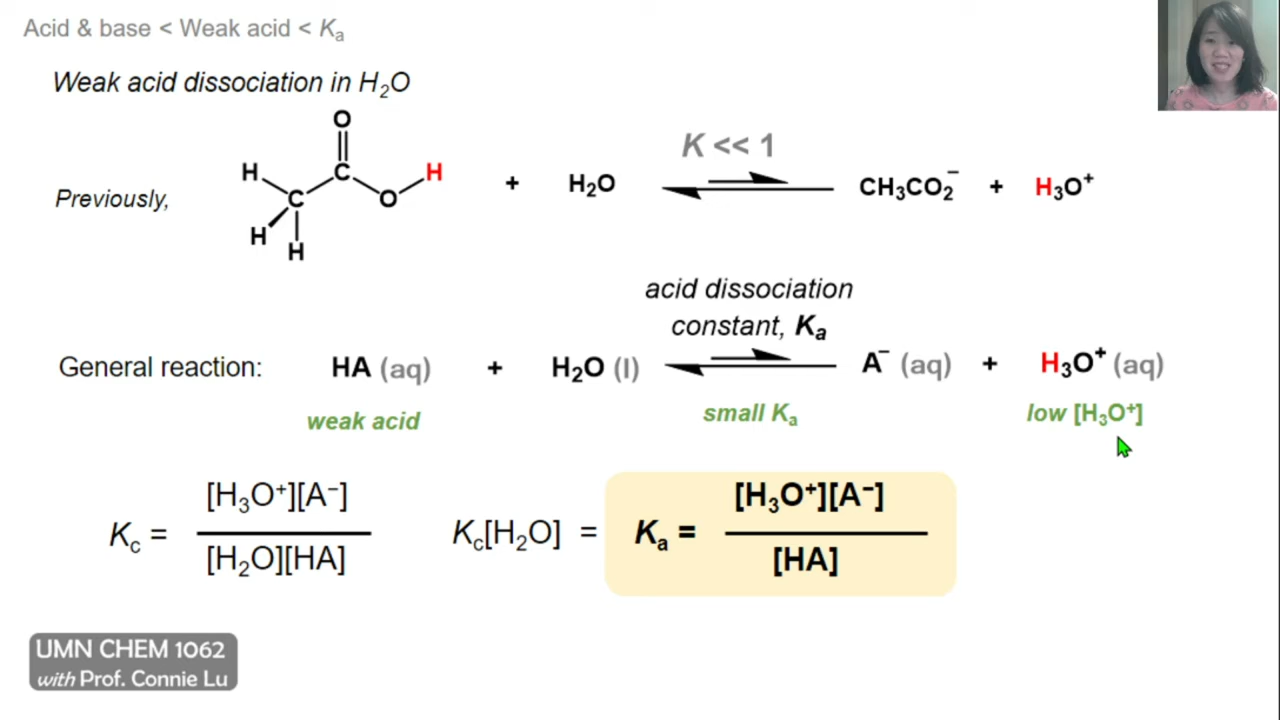 Acid & base < Weak acid < Kₐ
Weak acid dissociation in H₂O
Previously,
O
H C H + H₂O K << 1 CH₃CO₂⁻ + H₃O⁺
C O
H
H
acid dissociation
constant, Kₐ
General reaction: HA (aq) + H₂O (l) A⁻ (aq) + H₃O⁺ (aq)
weak acid small Kₐ low [H₃O⁺]
[H₃O⁺][A⁻] [H₃O⁺][A⁻]
K_c = K_c[H₂O] = Kₐ =
[H₂O][HA] [HA]
UMN CHEM 1062
with Prof. Connie Lu